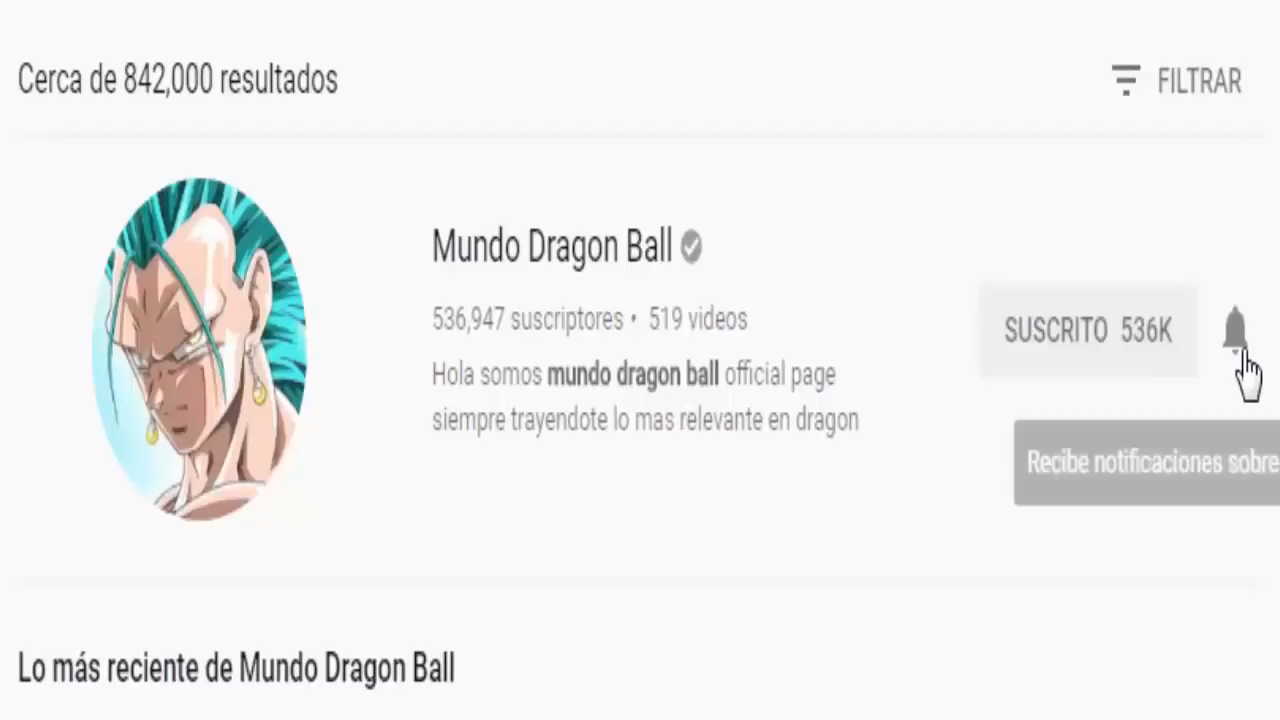 Cerca de 842,000 resultados
FILTRAR
Mundo Dragon Ball
536,947 suscriptores • 519 videos
SUSCRITO 536K
Hola somos mundo dragon ball official page
siempre trayendote lo mas relevante en dragon
Recibe notificaciones sobre
Lo más reciente de Mundo Dragon Ball